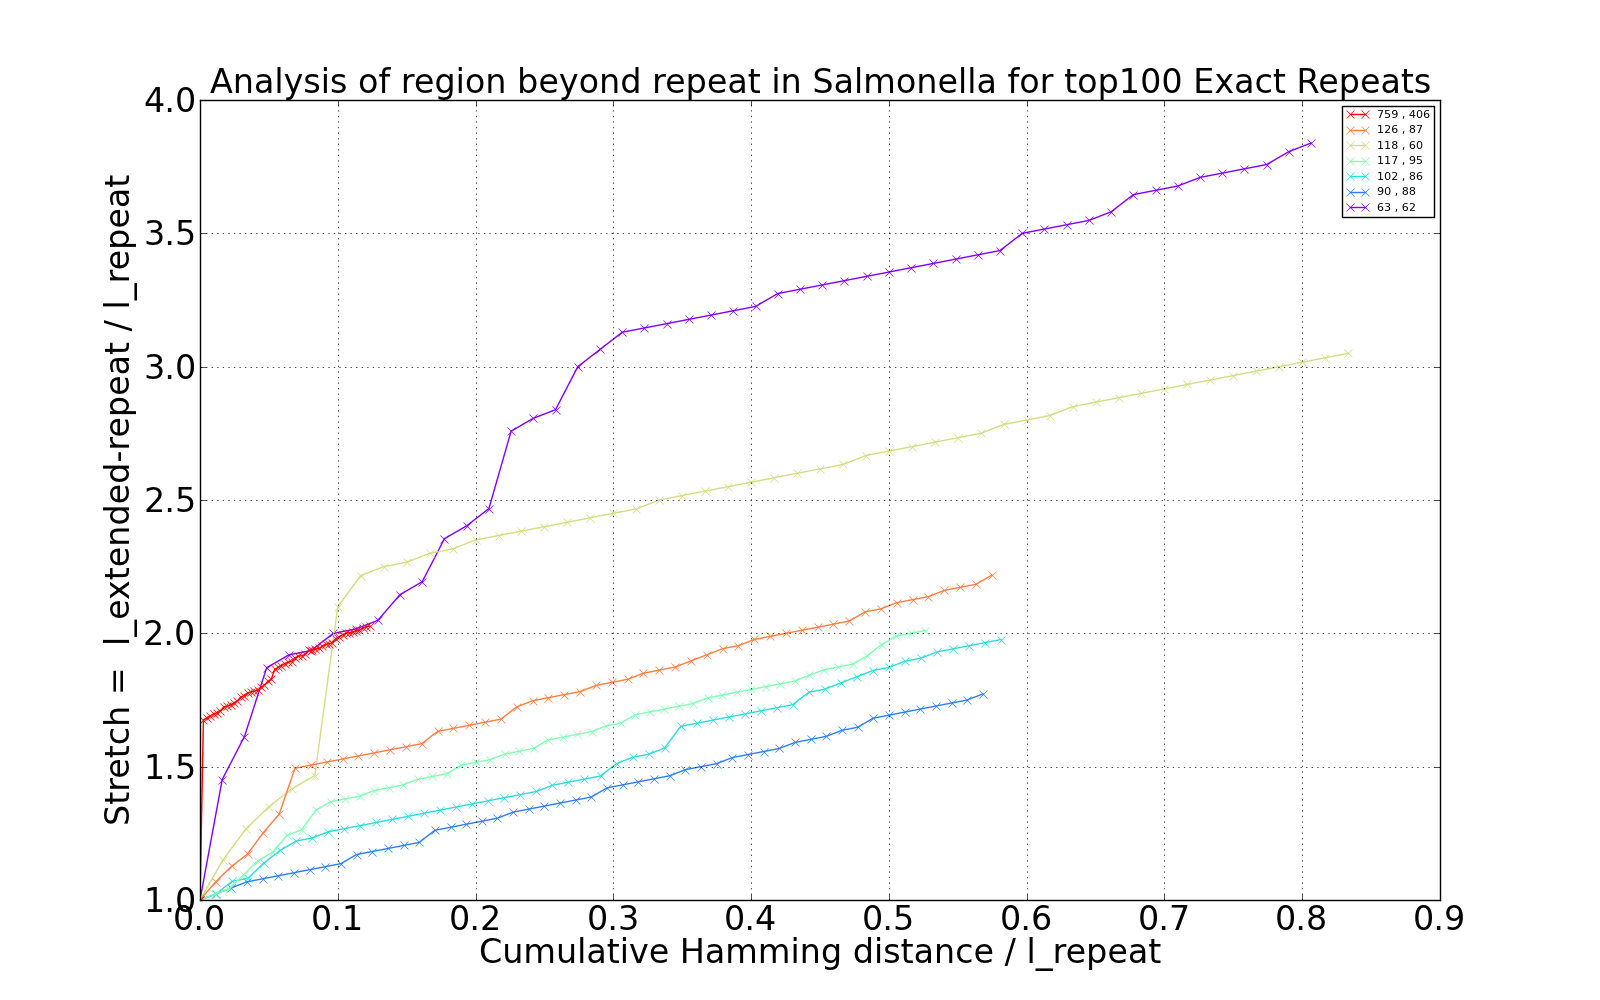 Analysis of region beyond repeat in Salmonella for top100 Exact Repeats
Stretch = l_extended-repeat / l_repeat
4.0
3.5
3.0
2.5
2.0
1.5
1.0
759 , 406
126 , 87
118 , 60
117 , 95
102 , 86
90 , 88
63 , 62
0.0 0.1 0.2 0.3 0.4 0.5 0.6 0.7 0.8 0.9
Cumulative Hamming distance / l_repeat